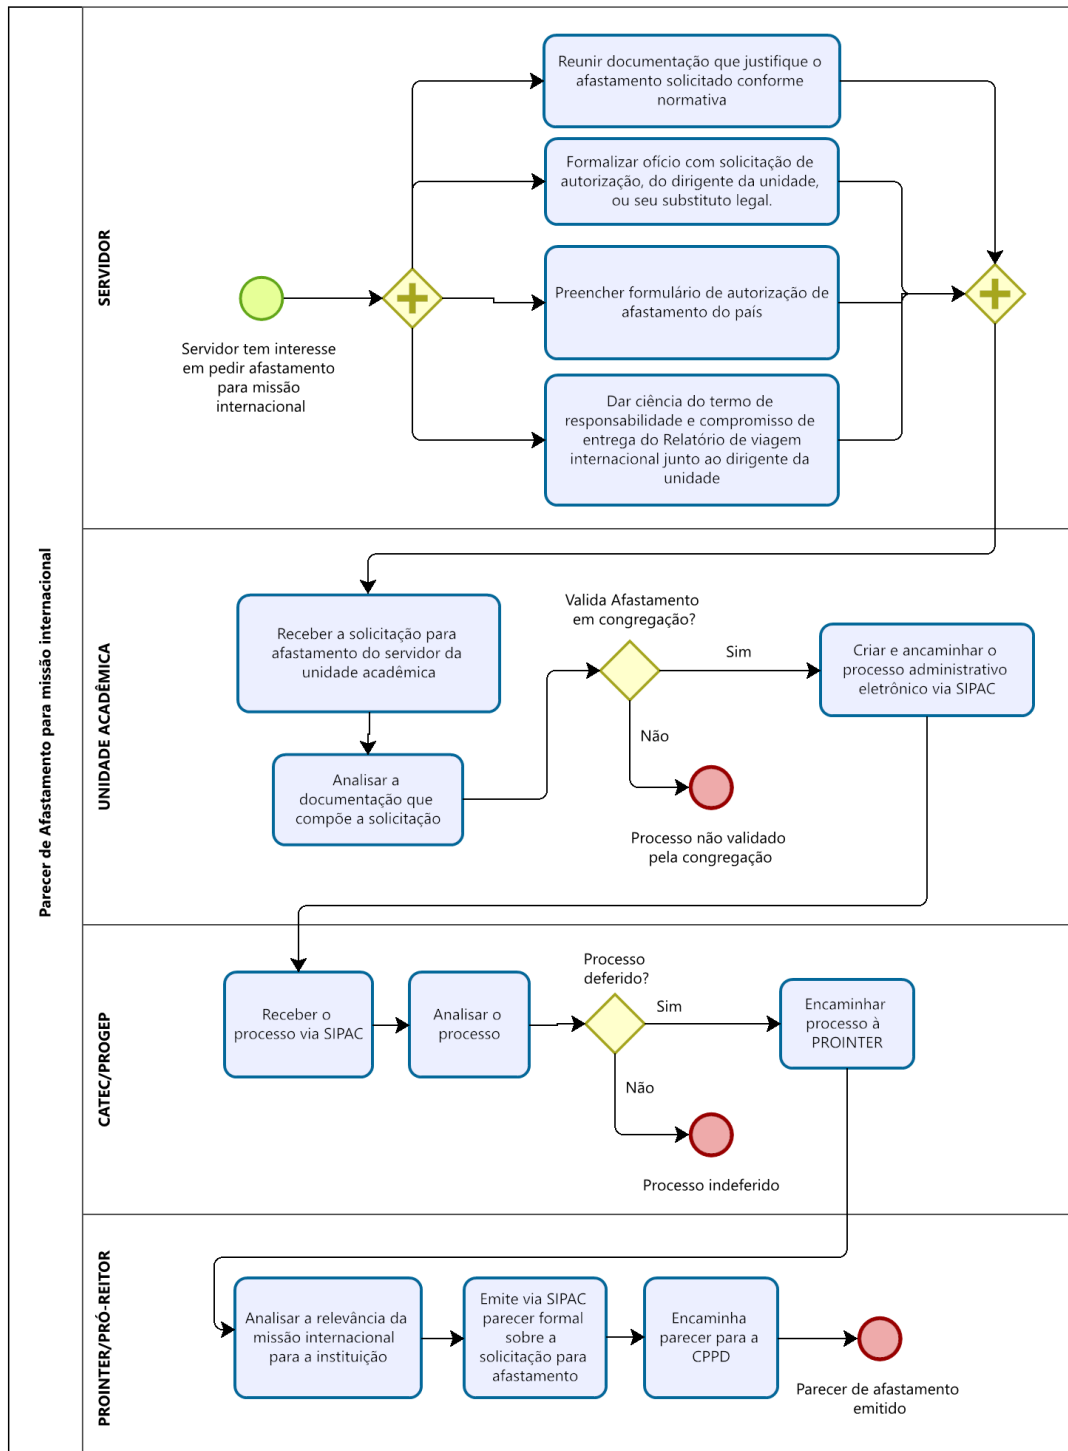 Parecer de Afastamento para missão internacional
SERVIDOR
Servidor tem interesse
em pedir afastamento
para missão
internacional
Reunir documentação que justifique o
afastamento solicitado conforme
normativa
Formalizar ofício com solicitação de
autorização, do dirigente da unidade,
ou seu substituto legal.
Preencher formulário de autorização de
afastamento do país
Dar ciência do termo de
responsabilidade e compromisso de
entrega do Relatório de viagem
internacional junto ao dirigente da
unidade
UNIDADE ACADÊMICA
Receber a solicitação para
afastamento do servidor da
unidade acadêmica
Analisar a
documentação que
compõe a solicitação
Valida Afastamento
em congregação?
Sim
Não
Criar e ancaminhar o
processo administrativo
eletrônico via SIPAC
Processo não validado
pela congregação
CATEC/PROGEP
Receber o
processo via SIPAC
Analisar o
processo
Processo
deferido?
Sim
Não
Encaminhar
processo à
PROINTER
Processo indeferido
PROINTER/PRÓ-REITOR
Analisar a relevância da
missão internacional
para a instituição
Emite via SIPAC
parecer formal
sobre a
solicitação para
afastamento
Encaminha
parecer para a
CPPD
Parecer de afastamento
emitido